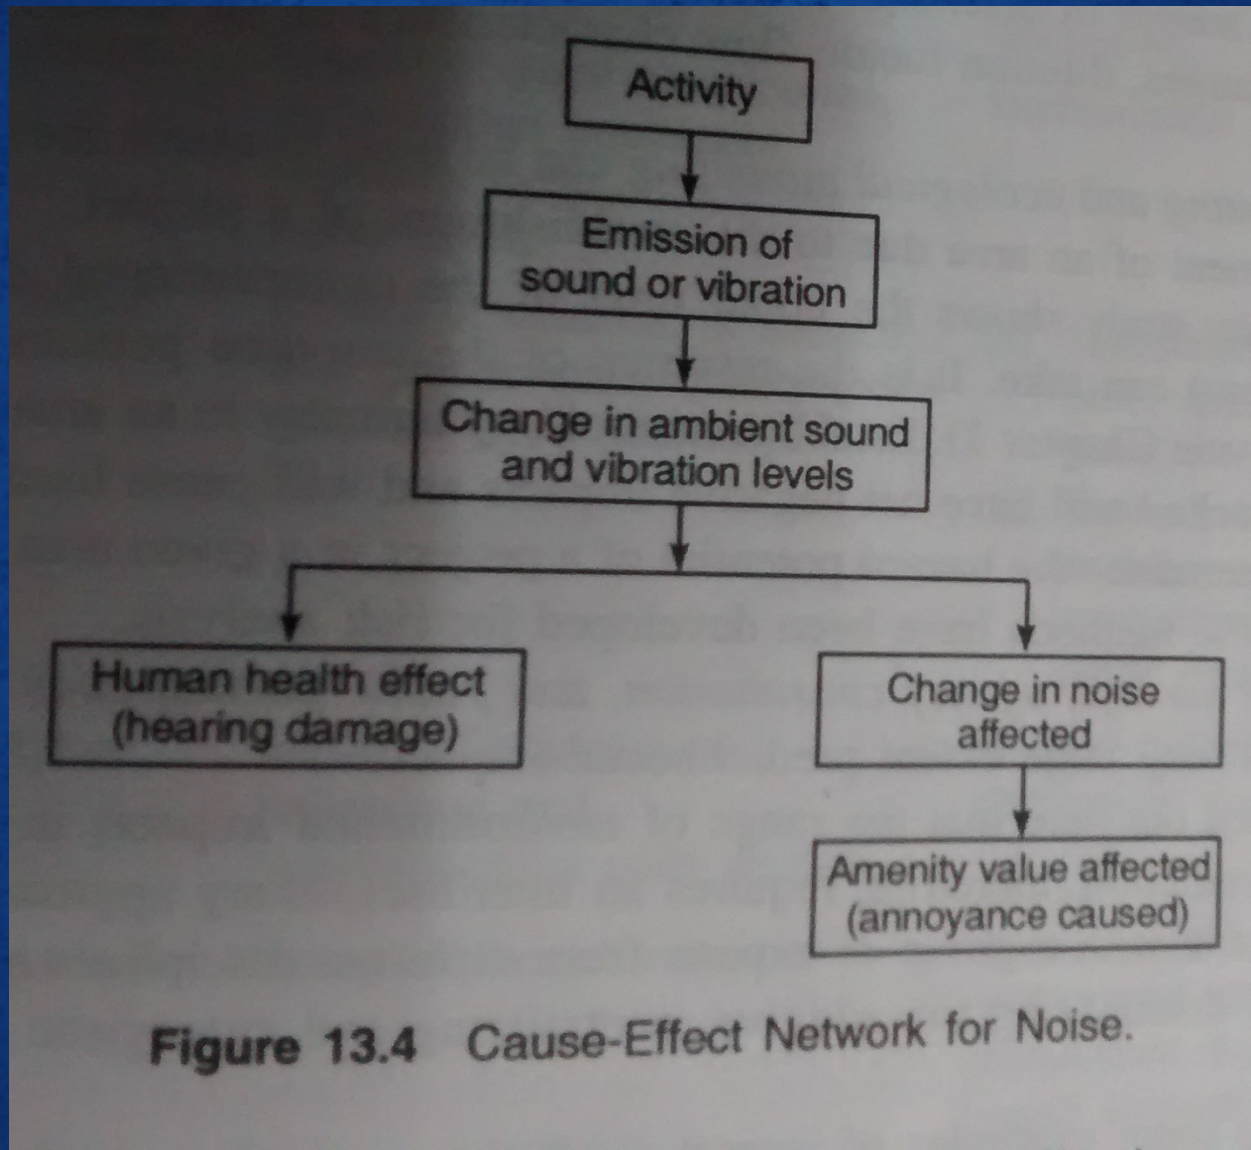 Activity
Emission of
sound or vibration
Change in ambient sound
and vibration levels
Human health effect
(hearing damage)
Change in noise
affected
Amenity value affected
(annoyance caused)
Figure 13.4 Cause-Effect Network for Noise.